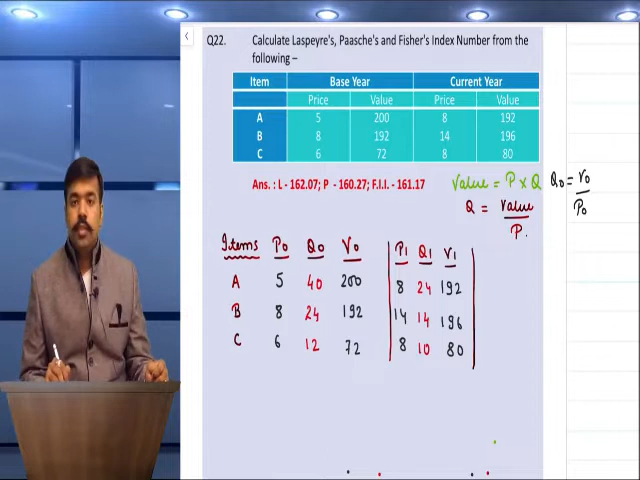 Q22. Calculate Laspeyre's, Paasche's and Fisher's Index Number from the
following –
Item Base Year Current Year
Price Value Price Value
A 5 200 8 192
B 8 192 14 196
C 6 72 8 80
Ans. : L - 162.07; P - 160.27; F.I.I. - 161.17
Value = P x Q Q0 = V0/P0
Q = Value/P
Items P0 Q0 V0 P1 Q1 V1
A 5 40 200 8 24 192
B 8 24 192 14 14 196
C 6 12 72 8 10 80